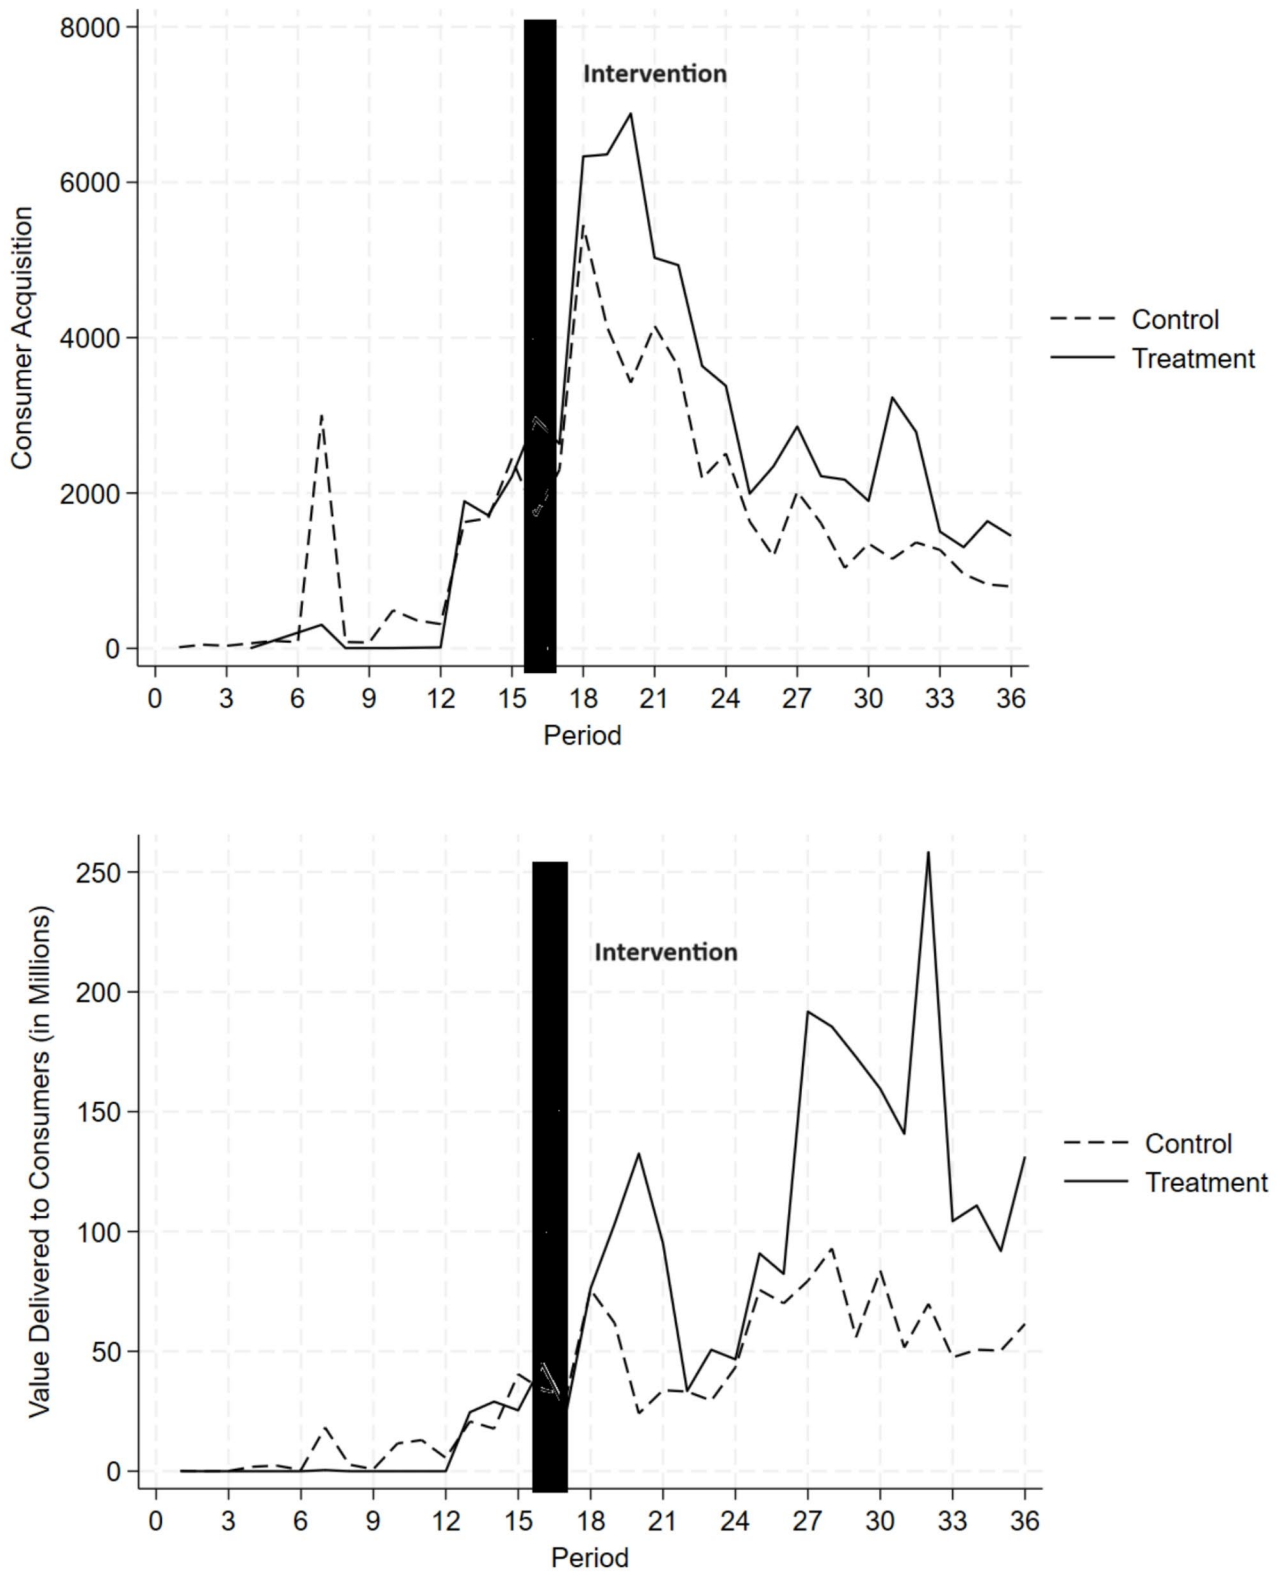 8000
6000
4000
2000
0
Consumer Acquisition
Intervention
0 3 6 9 12 15 18 21 24 27 30 33 36
Period
Control
Treatment
250
200
150
100
50
0
Value Delivered to Consumers (in Millions)
Intervention
0 3 6 9 12 15 18 21 24 27 30 33 36
Period
Control
Treatment